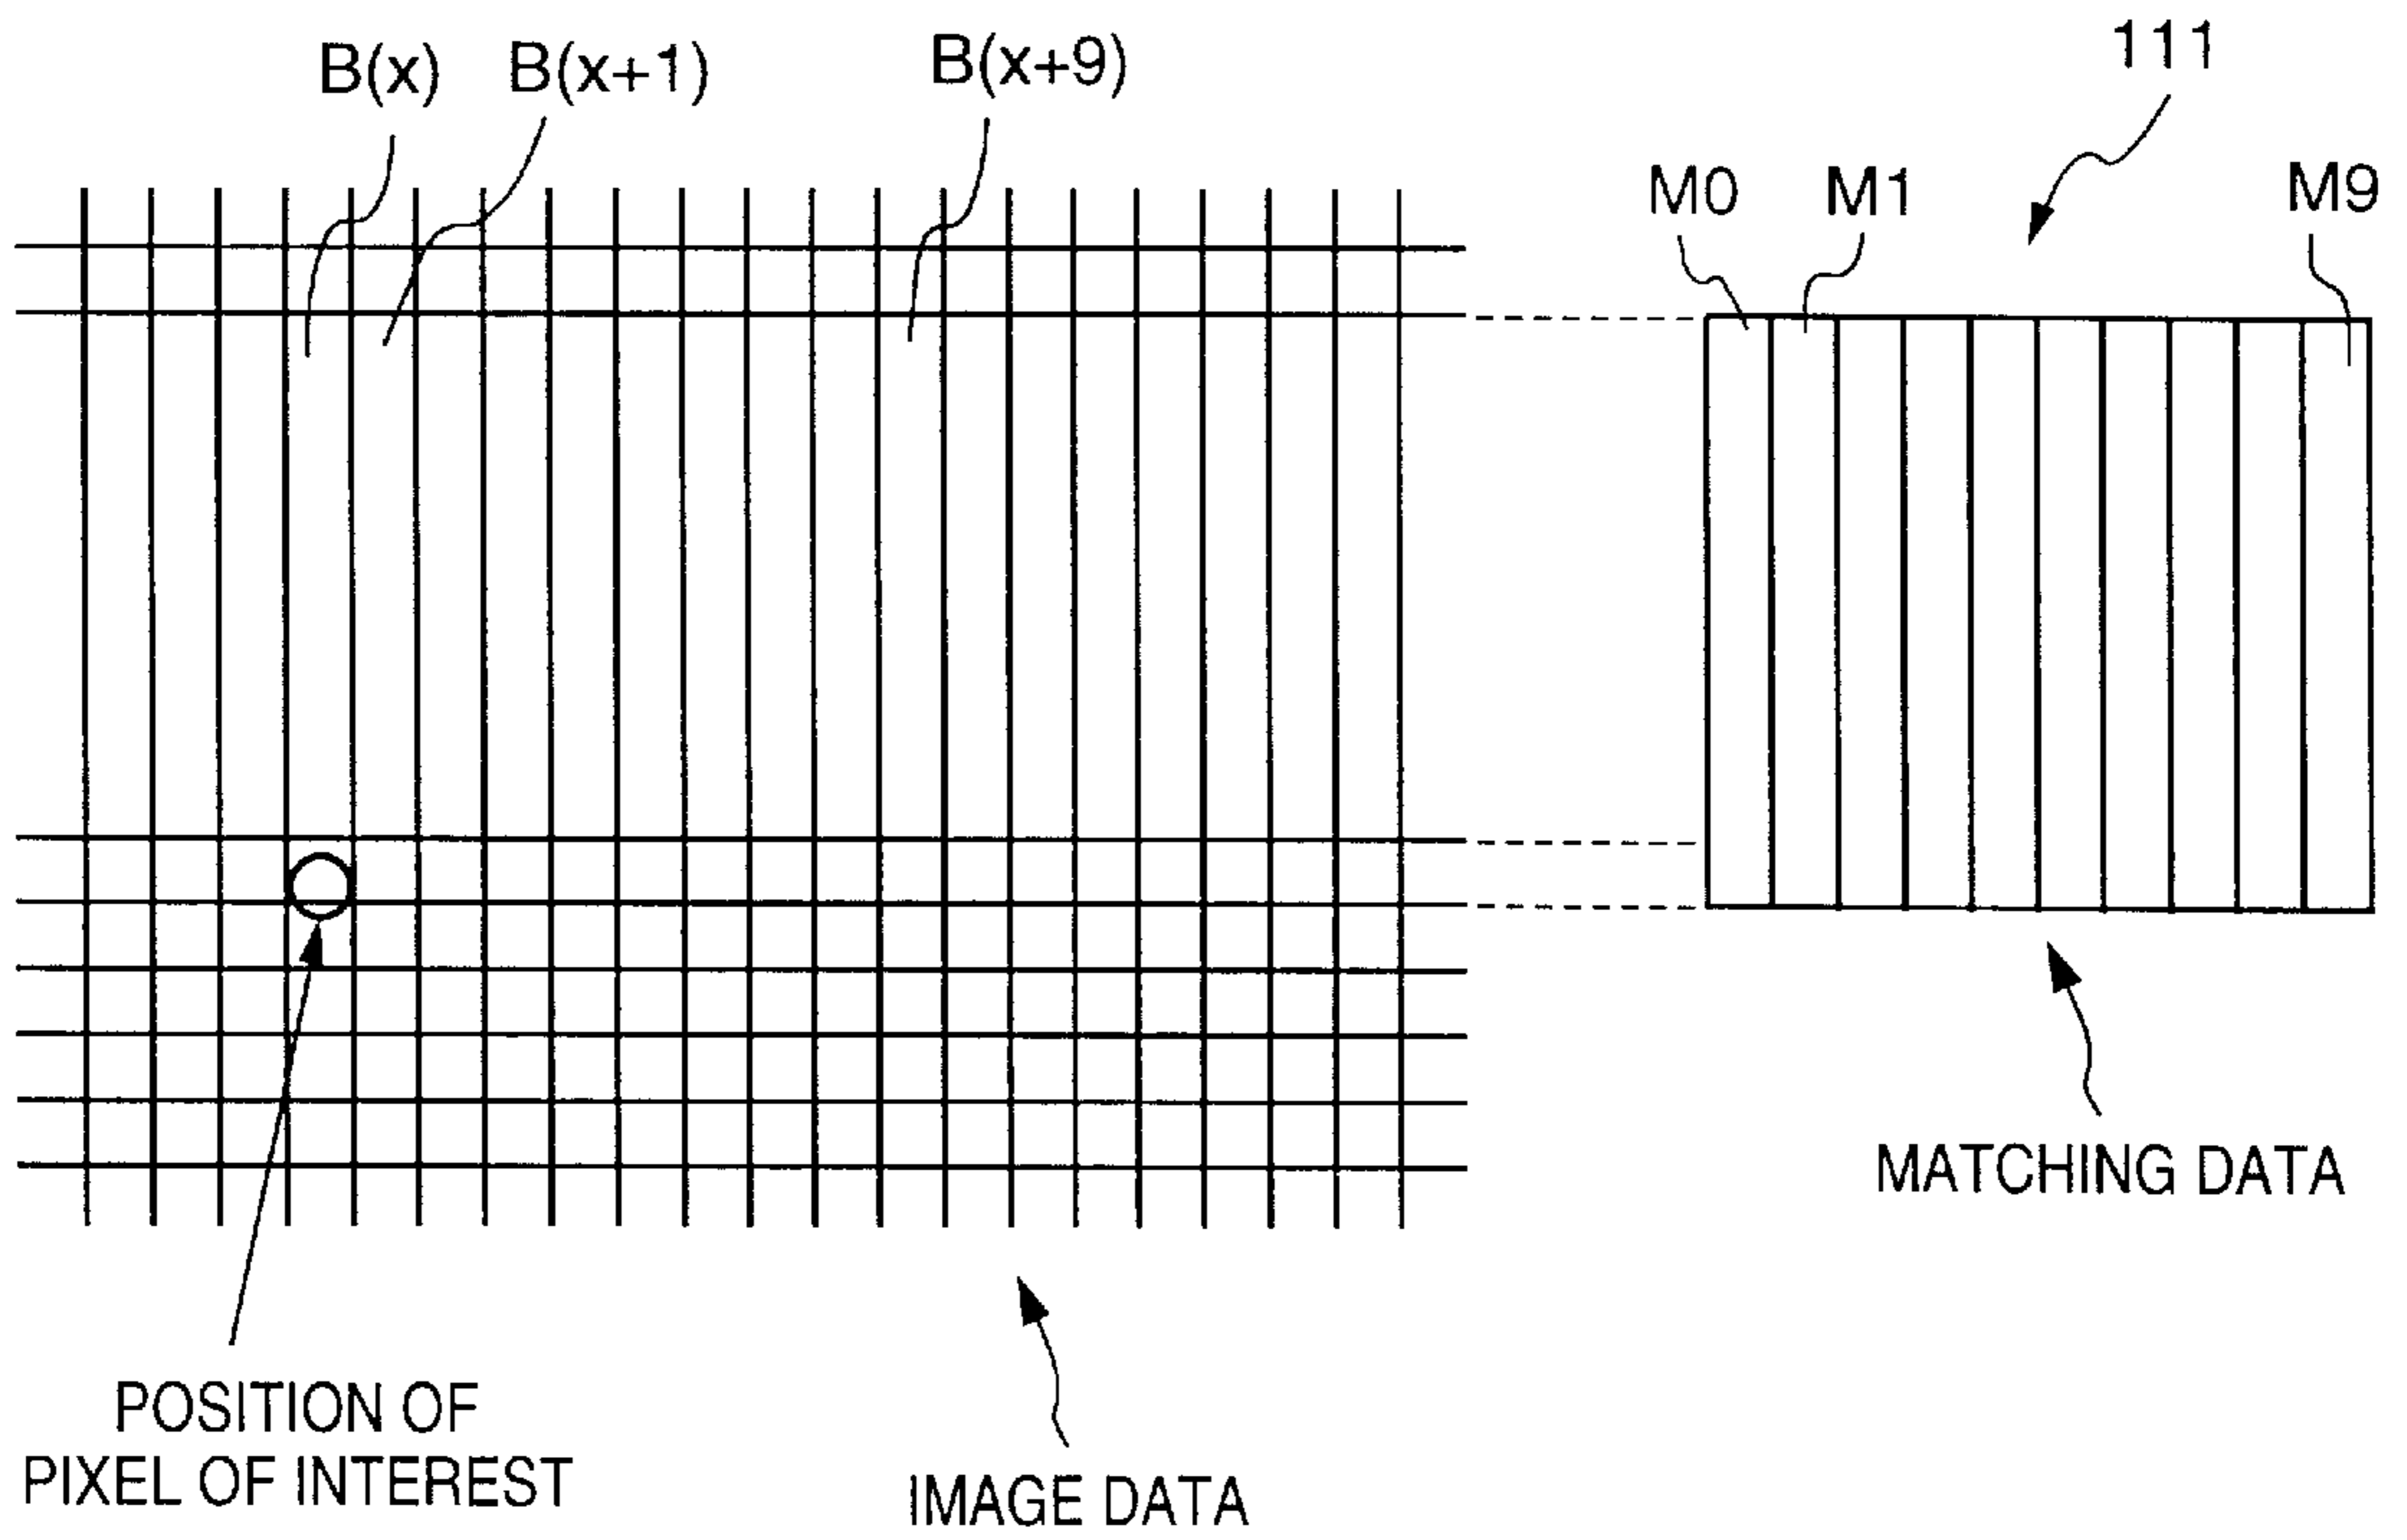 B(x) B(x+1) B(x+9) 111
M0 M1 M9
MATCHING DATA
POSITION OF
PIXEL OF INTEREST
IMAGE DATA